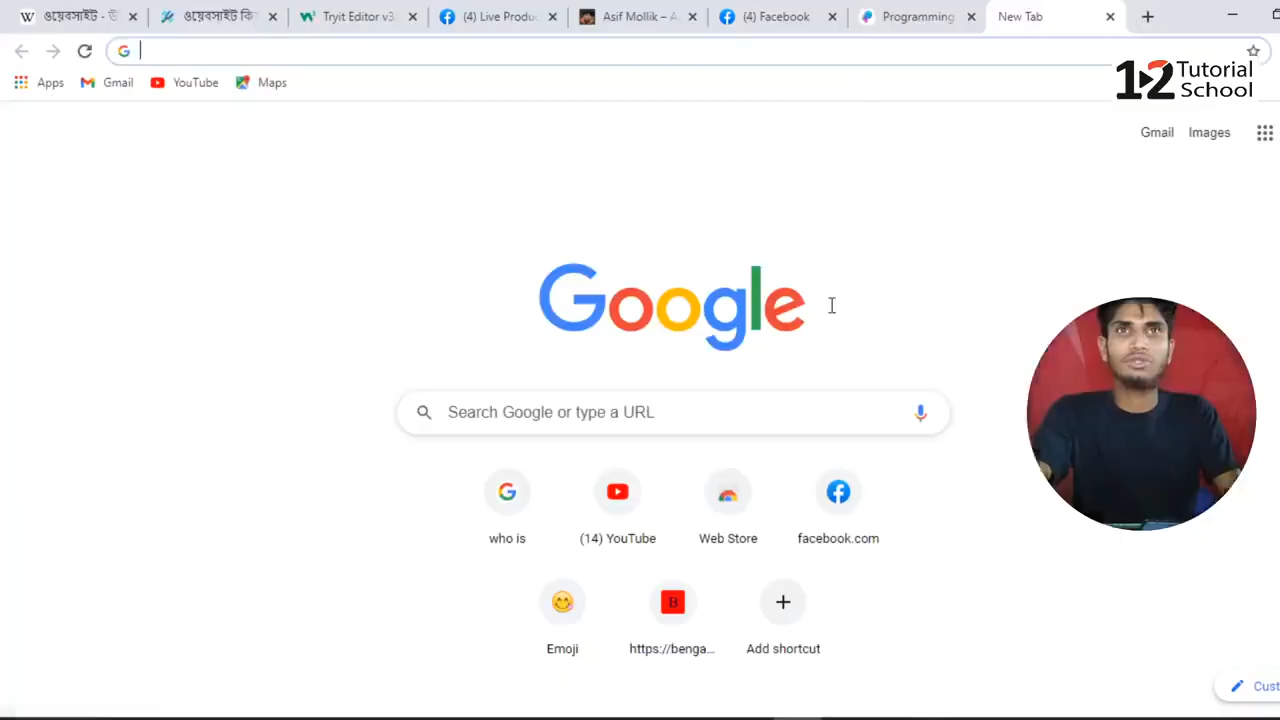 ওয়েবসাইট - উ
ওয়েবসাইট কি
Tryit Editor v3.
(4) Live Produ
Asif Mollik – A
(4) Facebook
Programming
New Tab
Apps
Gmail
YouTube
Maps
12 Tutorial
School
Gmail
Images
Google
Search Google or type a URL
who is
(14) YouTube
Web Store
facebook.com
B
Emoji
https://benga...
Add shortcut
Cust